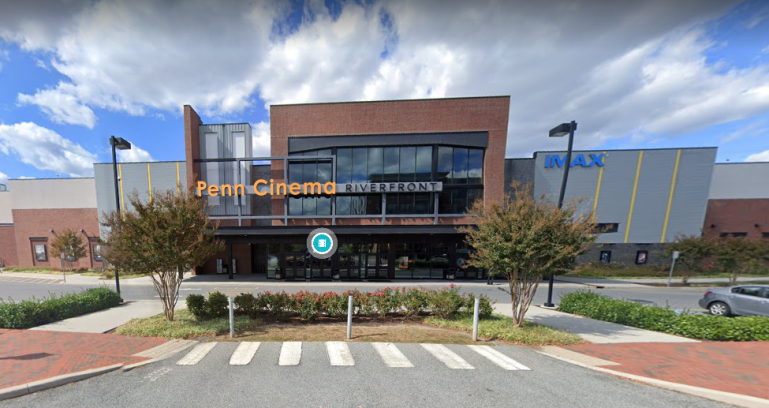 Penn Cinema RIVERFRONT
IMAX